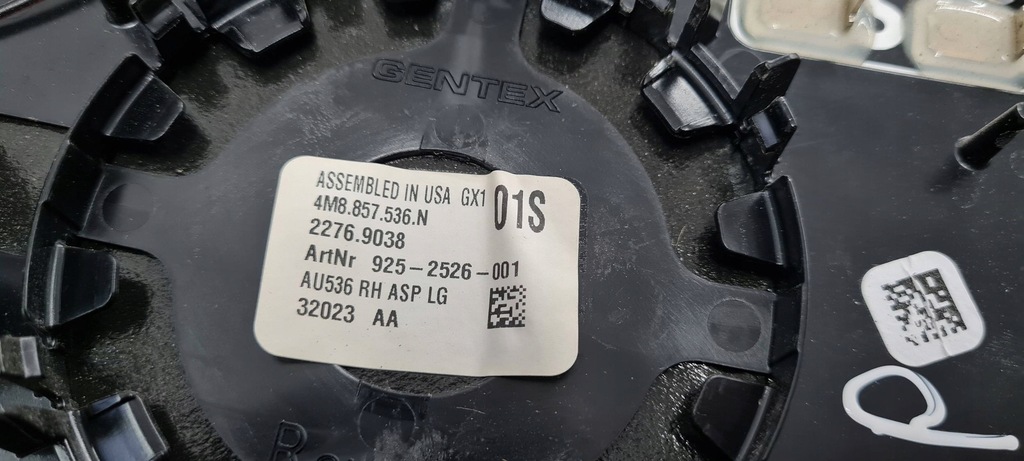 GENTEX
ASSEMBLED IN USA GX1 01S
4M8.857.536.N
2276.9038
ArtNr 925-2526-001
AU536 RH ASP LG
32023 AA